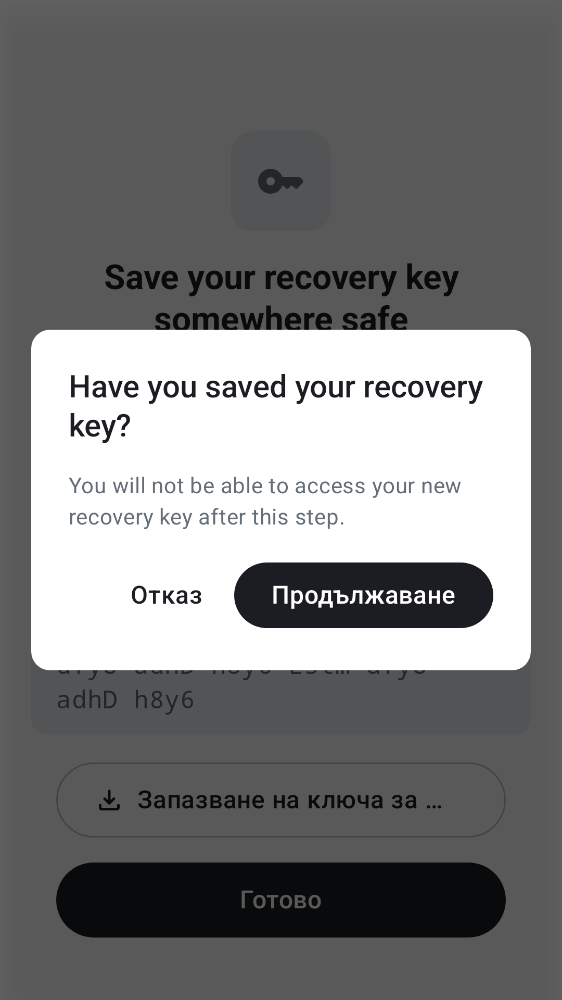 Save your recovery key
somewhere safe
Have you saved your recovery
key?
You will not be able to access your new
recovery key after this step.
Отказ
Продължаване
adhD h8y6
Запазване на ключа за ...
Готово